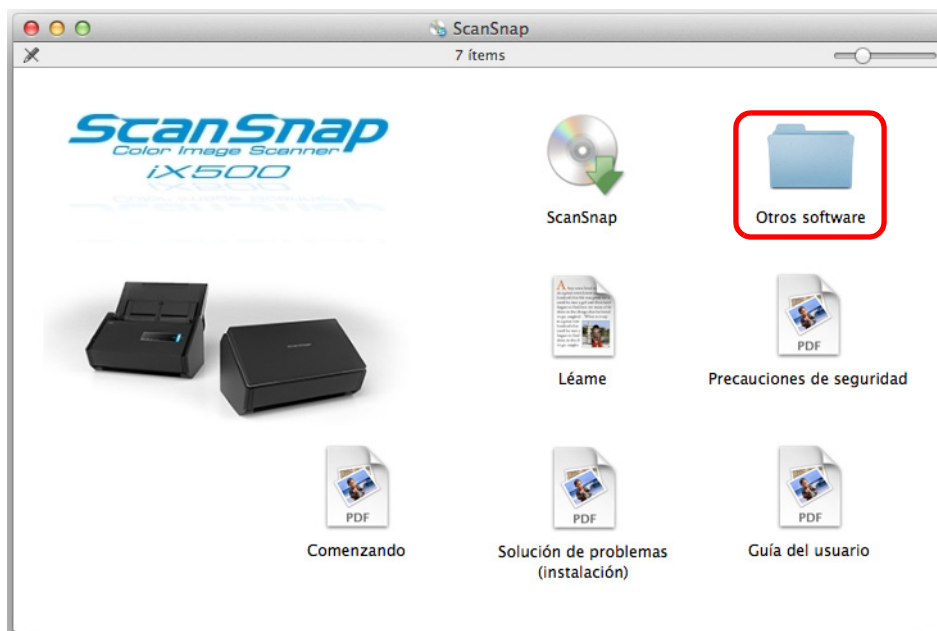 ScanSnap
7 ítems
ScanSnap
Color Image Scanner
iX500
ScanSnap
Otros software
Léame
PDF
Precauciones de seguridad
PDF
Comenzando
PDF
Solución de problemas
(instalación)
PDF
Guía del usuario